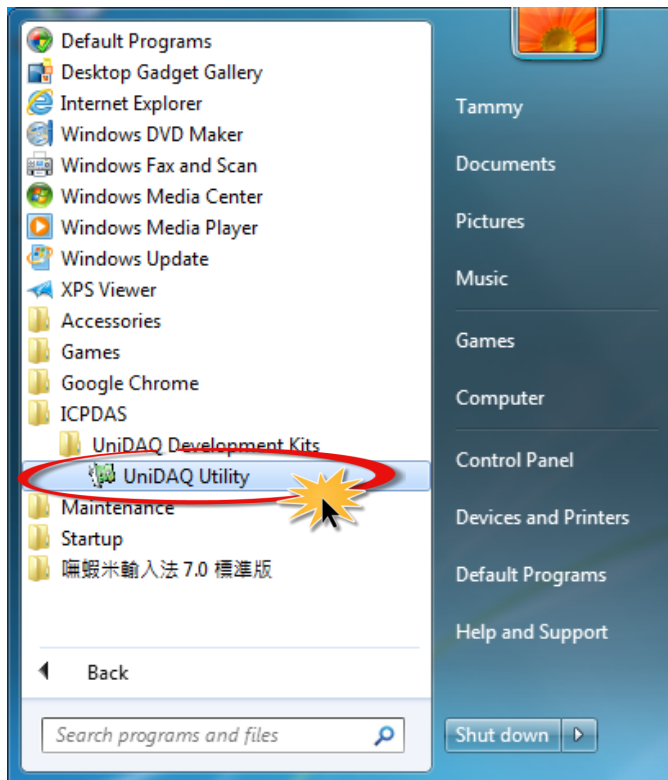 Default Programs
Desktop Gadget Gallery
Internet Explorer
Windows DVD Maker
Windows Fax and Scan
Windows Media Center
Windows Media Player
Windows Update
XPS Viewer
Accessories
Games
Google Chrome
ICPDAS
UniDAQ Development Kits
UniDAQ Utility
Maintenance
Startup
嘸蝦米輸入法 7.0 標準版
Back
Search programs and files
Tammy
Documents
Pictures
Music
Games
Computer
Control Panel
Devices and Printers
Default Programs
Help and Support
Shut down